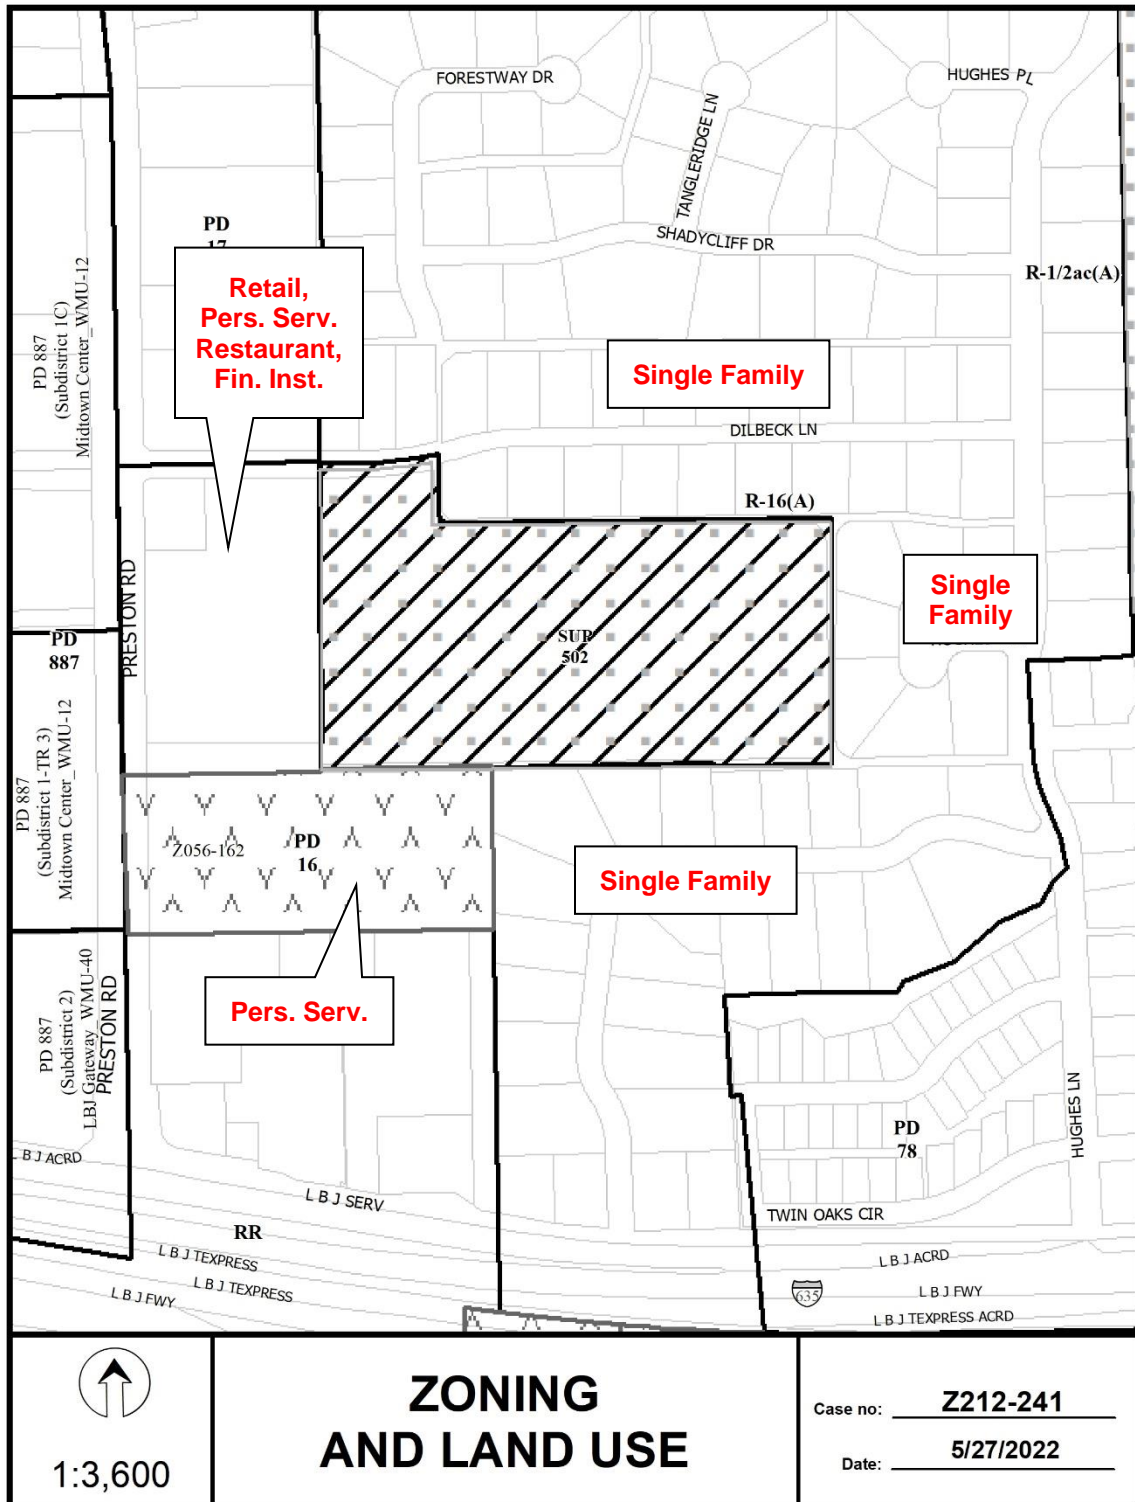 FORESTWAY DR
HUGHES PL
TANGLERIDGE LN
SHADYCLIFF DR
PD
17
R-1/2ac(A)
PD 887
(Subdistrict 1C)
Midtown Center_WMU-12
Retail,
Pers. Serv.
Restaurant,
Fin. Inst.
Single Family
DILBECK LN
R-16(A)
PRESTON RD
Single
Family
SUP
502
PD
887
PD 887
(Subdistrict 1-TR 3)
Midtown Center_WMU-12
Z056-162
PD
16
Single Family
Pers. Serv.
PD 887
(Subdistrict 2)
LBJ Gateway_WMU-40
PRESTON RD
PD
78
HUGHES LN
L B J ACRD
L B J SERV
TWIN OAKS CIR
RR
L B J TEXPRESS
L B J TEXPRESS
L B J FWY
L B J ACRD
635
L B J FWY
L B J TEXPRESS ACRD
1:3,600
ZONING
AND LAND USE
Case no: Z212-241
Date: 5/27/2022